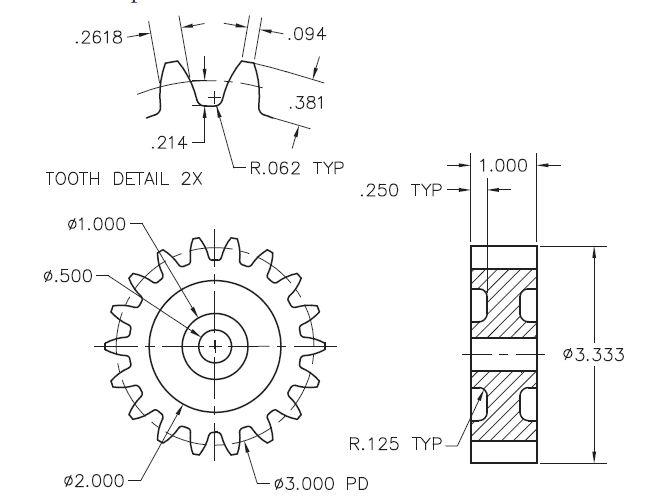 .2618
.094
.381
.214
R.062 TYP
TOOTH DETAIL 2X
1.000
.250 TYP
ø1.000
ø.500
ø3.333
R.125 TYP
ø2.000
ø3.000 PD